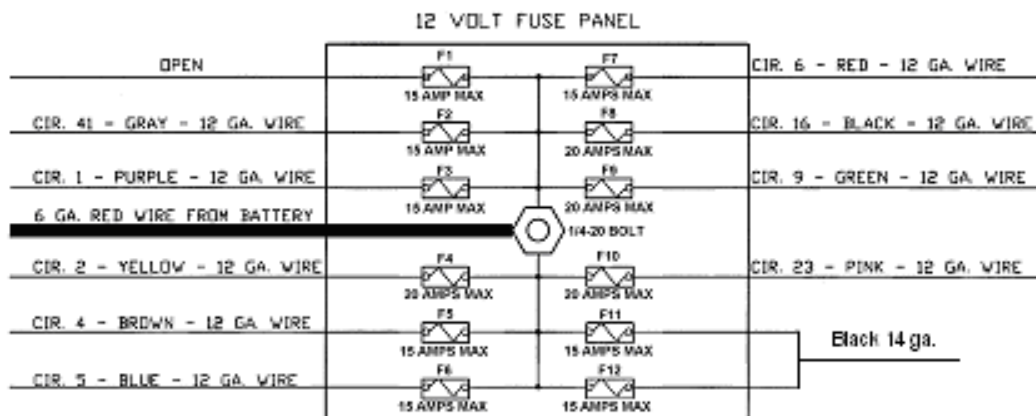 12 VOLT FUSE PANEL
OPEN
F1
15 AMP MAX
F7
15 AMPS MAX
CIR. 6 - RED - 12 GA. WIRE
CIR. 41 - GRAY - 12 GA. WIRE
F2
15 AMP MAX
F8
20 AMPS MAX
CIR. 16 - BLACK - 12 GA. WIRE
CIR. 1 - PURPLE - 12 GA. WIRE
F3
15 AMP MAX
F9
20 AMPS MAX
CIR. 9 - GREEN - 12 GA. WIRE
6 GA. RED WIRE FROM BATTERY
1/4-20 BOLT
CIR. 2 - YELLOW - 12 GA. WIRE
F4
20 AMPS MAX
F10
20 AMPS MAX
CIR. 23 - PINK - 12 GA. WIRE
CIR. 4 - BROWN - 12 GA. WIRE
F5
15 AMPS MAX
F11
15 AMPS MAX
Black 14 ga.
CIR. 5 - BLUE - 12 GA. WIRE
F6
15 AMPS MAX
F12
15 AMPS MAX